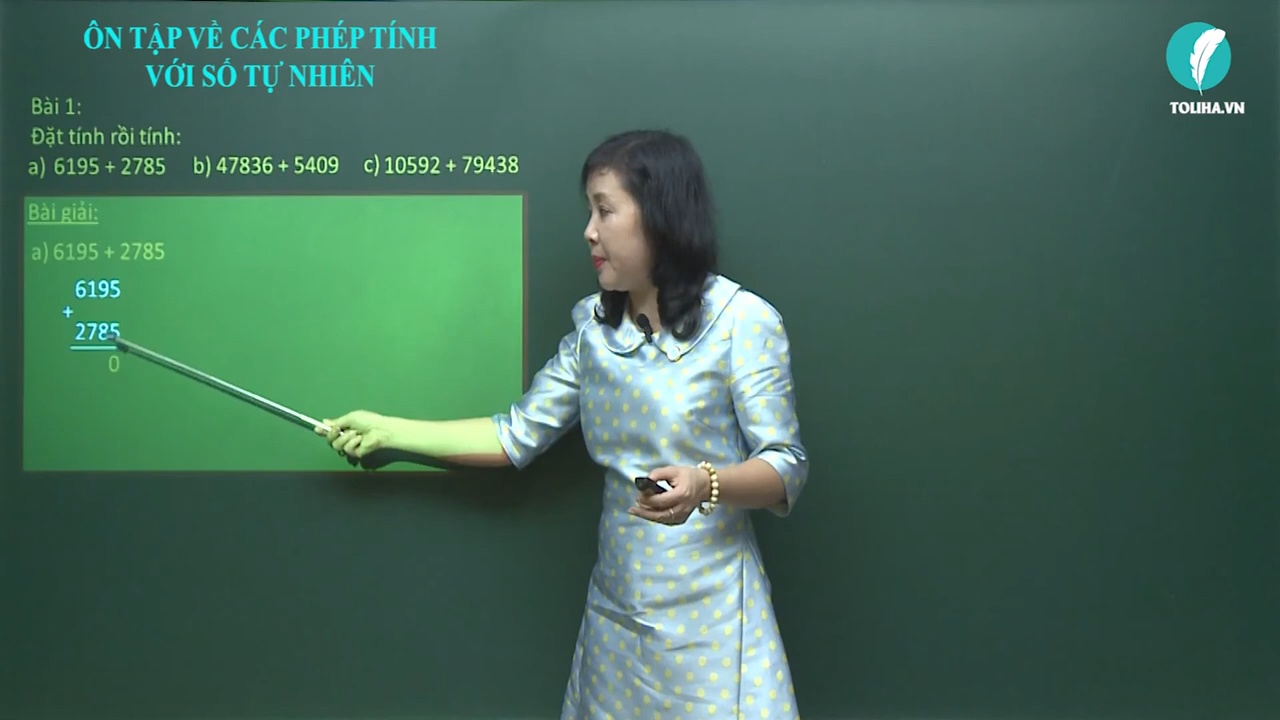 ÔN TẬP VỀ CÁC PHÉP TÍNH
VỚI SỐ TỰ NHIÊN
TOLIHA.VN
Bài 1:
Đặt tính rồi tính:
a) 6195 + 2785 b) 47836 + 5409 c) 10592 + 79438
Bài giải:
a) 6195 + 2785
6195
+
2785
0